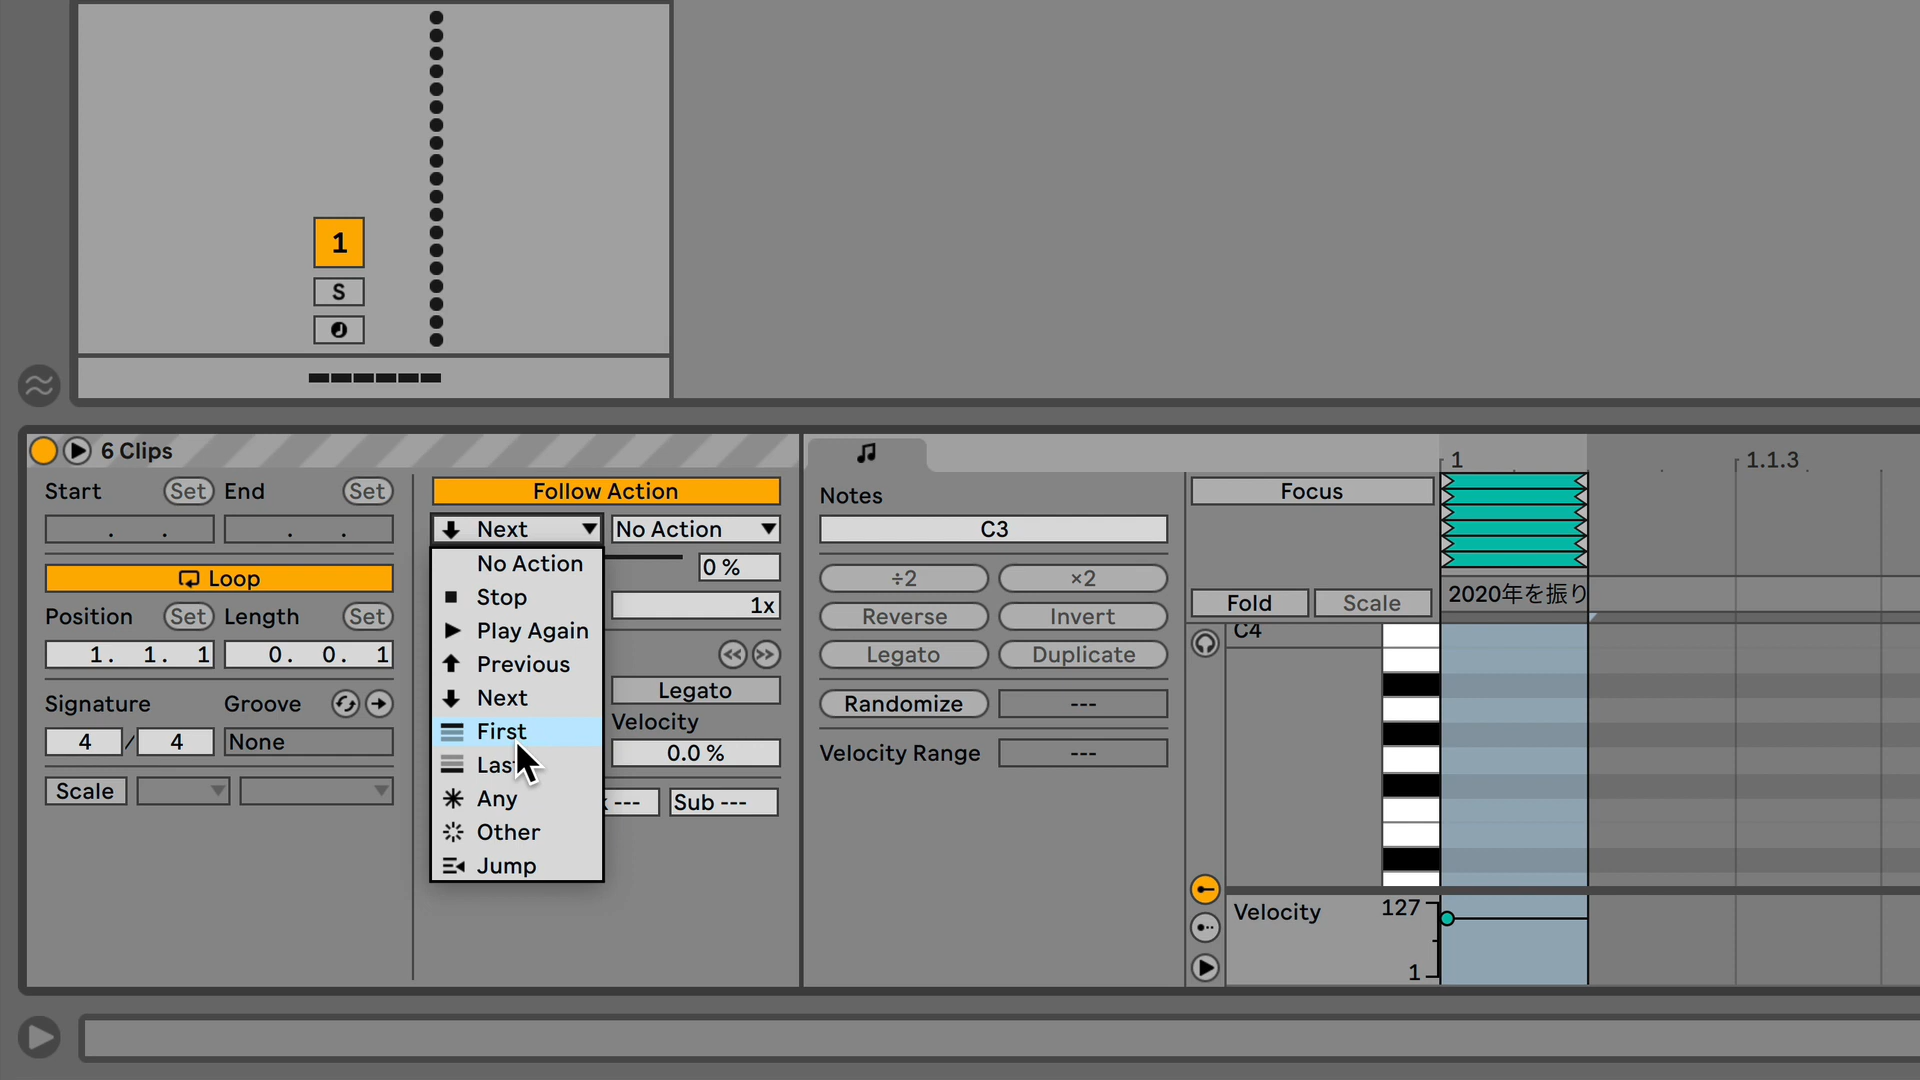 1
S
6 Clips
Start Set End Set
Loop
Position Set Length Set
1. 1. 1 0. 0. 1
Signature Groove
4 / 4 None
Scale
Follow Action
Next No Action
No Action
Stop
Play Again
Previous
Next
First
Last
Any
Other
Jump
0 %
1x
Legato
Velocity
0.0 %
--- Sub ---
Notes
C3
÷2 ×2
Reverse Invert
Legato Duplicate
Randomize ---
Velocity Range ---
Focus
Fold Scale
1 1.1.3
2020年を振り
C4
Velocity 127
1